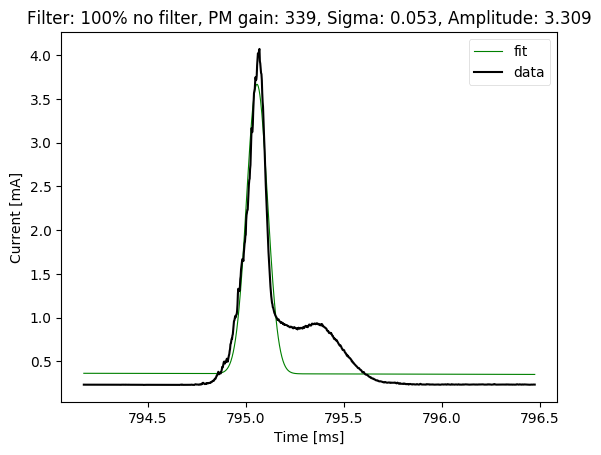 Filter: 100% no filter, PM gain: 339, Sigma: 0.053, Amplitude: 3.309
fit
data
4.0
3.5
3.0
2.5
2.0
1.5
1.0
0.5
Current [mA]
794.5 795.0 795.5 796.0 796.5
Time [ms]